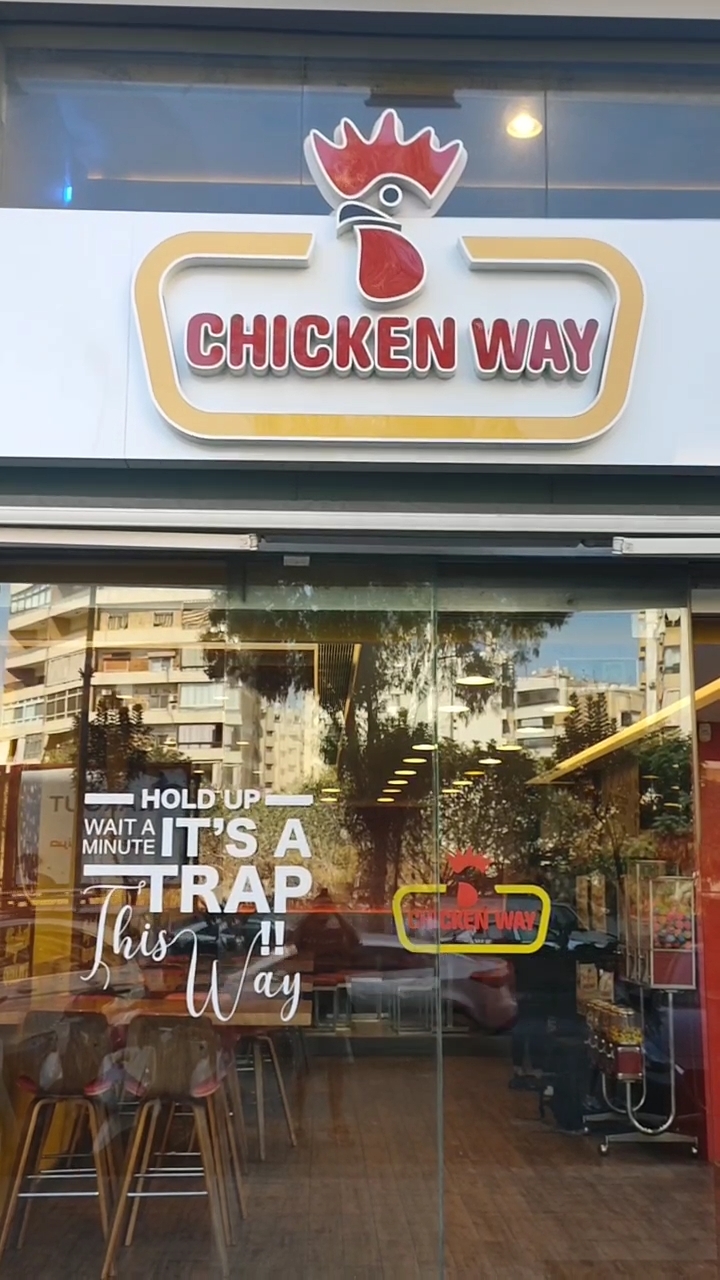 CHICKEN WAY
HOLD UP
WAIT A
MINUTE
IT'S A
TRAP
!!
This
Way
CHICKEN WAY